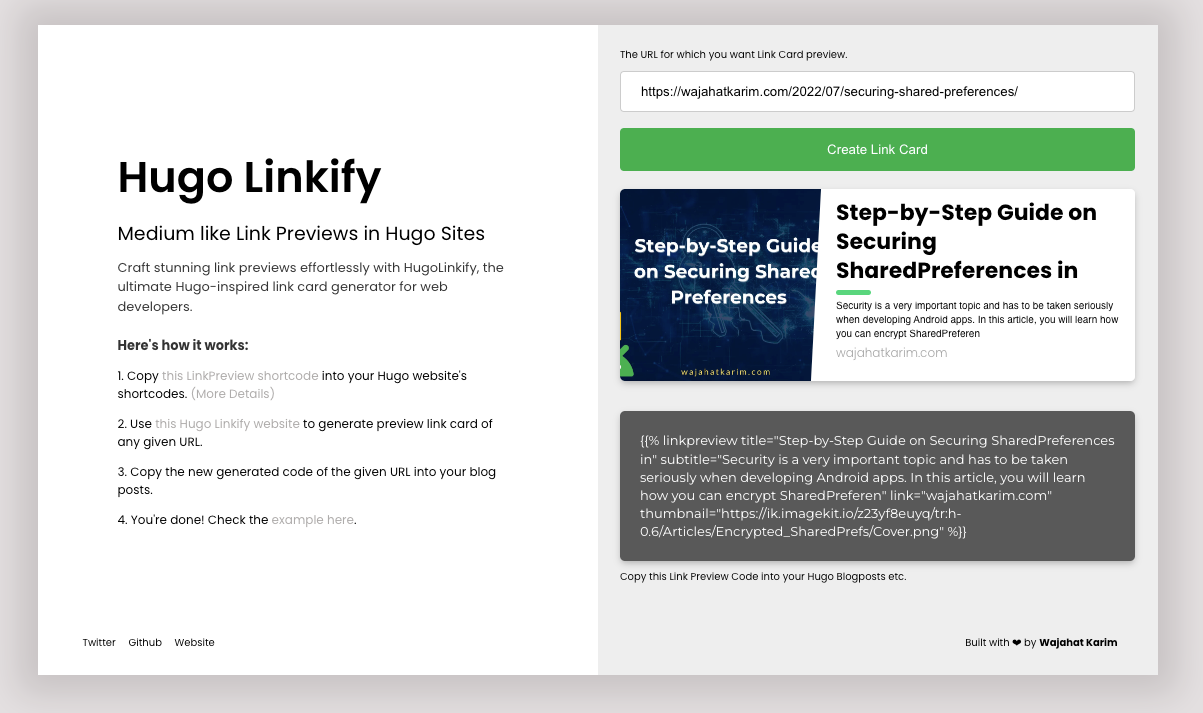 Hugo Linkify
Medium like Link Previews in Hugo Sites
Craft stunning link previews effortlessly with HugoLinkify, the
ultimate Hugo-inspired link card generator for web
developers.
Here's how it works:
1. Copy this LinkPreview shortcode into your Hugo website's
shortcodes. (More Details)
2. Use this Hugo Linkify website to generate preview link card of
any given URL.
3. Copy the new generated code of the given URL into your blog
posts.
4. You're done! Check the example here.
Twitter Github Website
The URL for which you want Link Card preview.
https://wajahatkarim.com/2022/07/securing-shared-preferences/
Create Link Card
Step-by-Step Guide
on Securing Shared
Preferences
wajahatkarim.com
Step-by-Step Guide on
Securing
SharedPreferences in
Security is a very important topic and has to be taken seriously
when developing Android apps. In this article, you will learn how
you can encrypt SharedPreferen
wajahatkarim.com
{{% linkpreview title="Step-by-Step Guide on Securing SharedPreferences
in" subtitle="Security is a very important topic and has to be taken
seriously when developing Android apps. In this article, you will learn
how you can encrypt SharedPreferen" link="wajahatkarim.com"
thumbnail="https://ik.imagekit.io/z23yf8euyq/tr:h-
0.6/Articles/Encrypted_SharedPrefs/Cover.png" %}}
Copy this Link Preview Code into your Hugo Blogposts etc.
Built with ❤ by Wajahat Karim